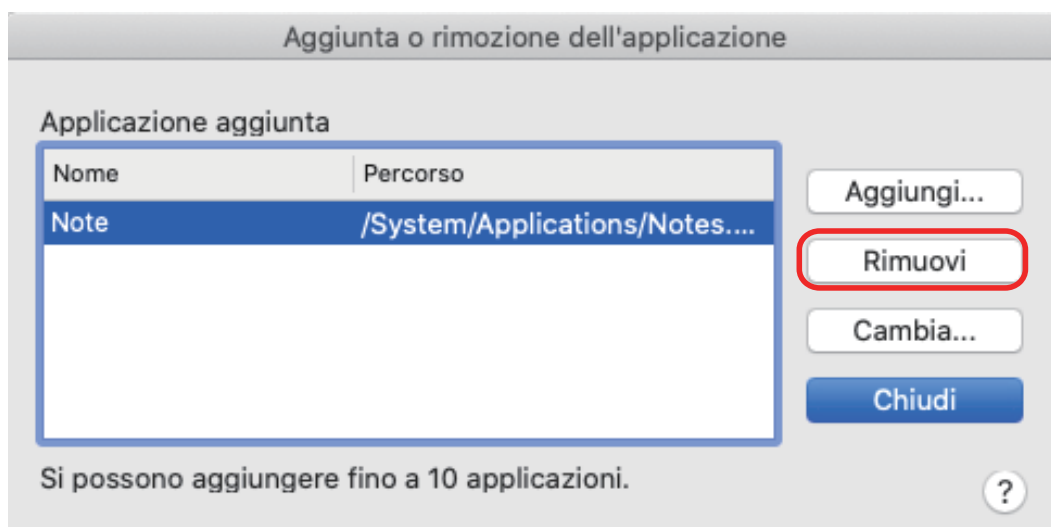 Aggiunta o rimozione dell'applicazione
Applicazione aggiunta
Nome Percorso
Note /System/Applications/Notes....
Aggiungi...
Rimuovi
Cambia...
Chiudi
Si possono aggiungere fino a 10 applicazioni.
?